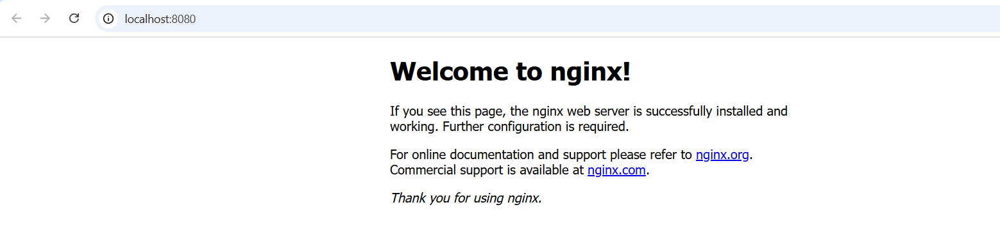 localhost:8080
Welcome to nginx!
If you see this page, the nginx web server is successfully installed and
working. Further configuration is required.
For online documentation and support please refer to nginx.org.
Commercial support is available at nginx.com.
Thank you for using nginx.